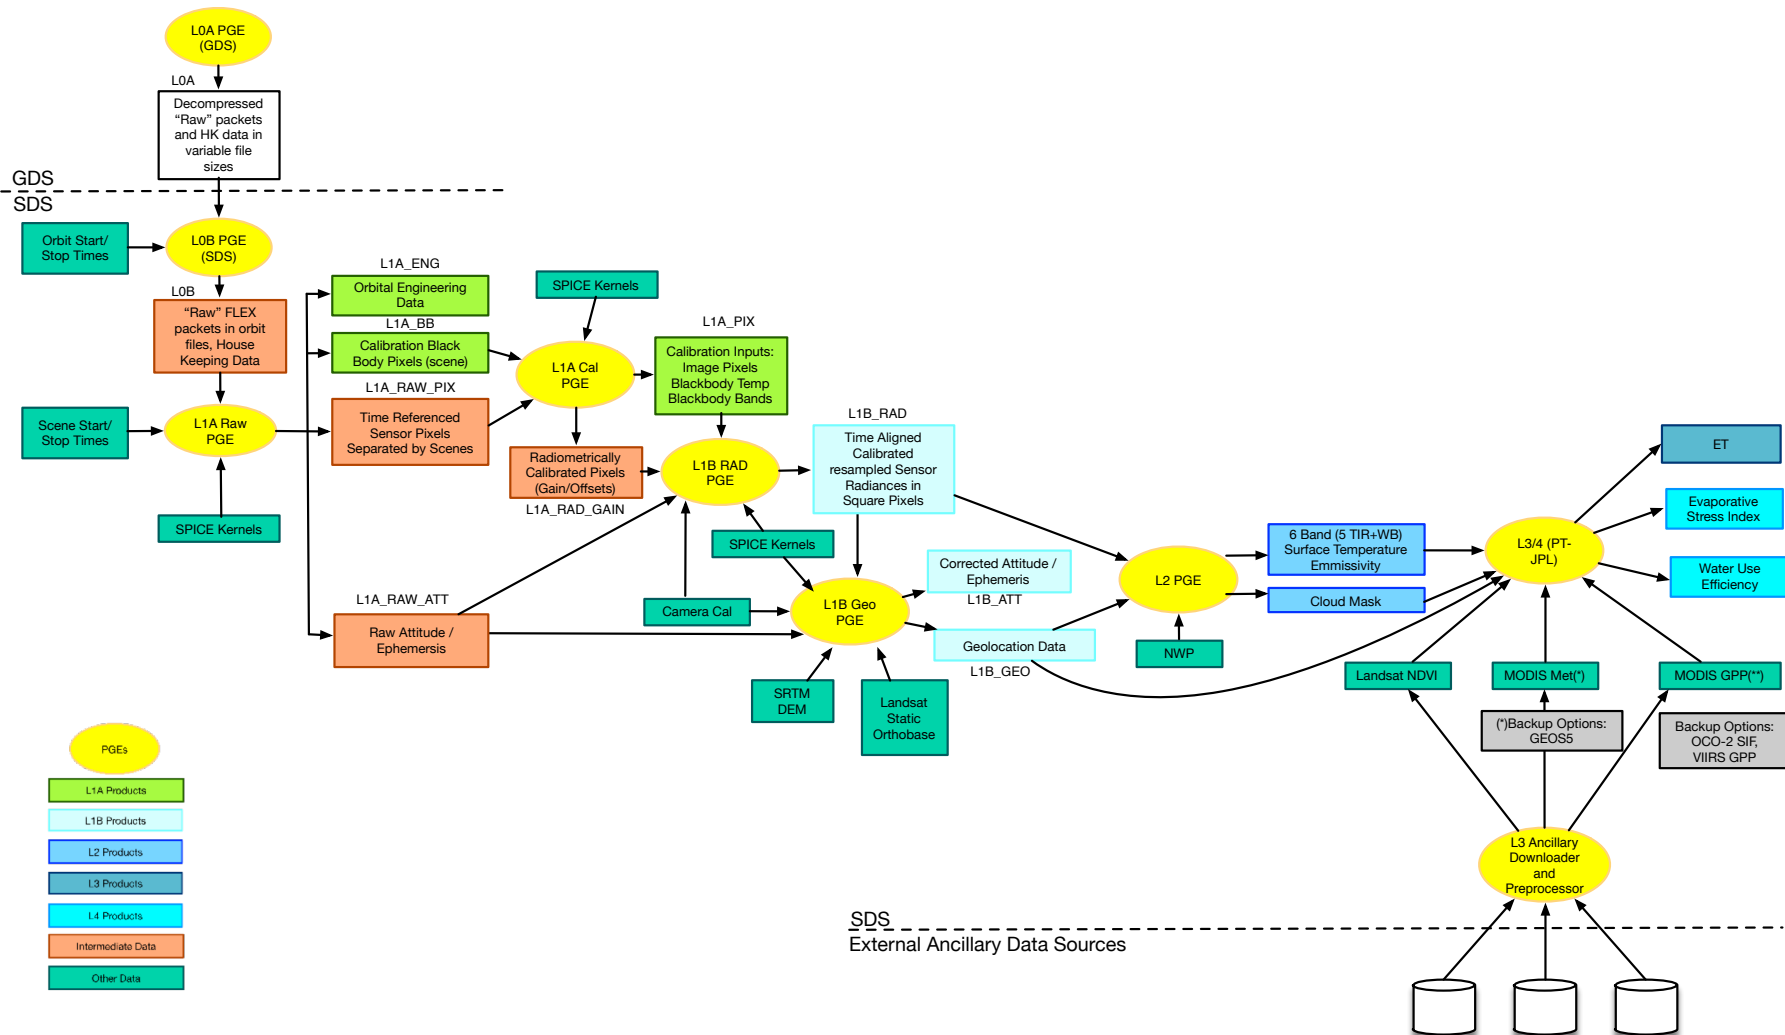 L0A PGE
(GDS)
L0A
Decompressed
“Raw” packets
and HK data in
variable file
sizes
GDS
SDS
Orbit Start/
Stop Times
L0B PGE
(SDS)
L0B
“Raw” FLEX
packets in orbit
files, House
Keeping Data
Scene Start/
Stop Times
L1A Raw
PGE
SPICE Kernels
L1A_ENG
Orbital Engineering
Data
L1A_BB
Calibration Black
Body Pixels (scene)
L1A_RAW_PIX
Time Referenced
Sensor Pixels
Separated by Scenes
L1A_RAW_ATT
Raw Attitude /
Ephemersis
SPICE Kernels
L1A Cal
PGE
Radiometrically
Calibrated Pixels
(Gain/Offsets)
L1A_RAD_GAIN
L1A_PIX
Calibration Inputs:
Image Pixels
Blackbody Temp
Blackbody Bands
L1B RAD
PGE
SPICE Kernels
Camera Cal
L1B_RAD
Time Aligned
Calibrated
resampled Sensor
Radiances in
Square Pixels
L1B Geo
PGE
SRTM
DEM
Landsat
Static
Orthobase
Corrected Attitude /
Ephemeris
L1B_ATT
Geolocation Data
L1B_GEO
L2 PGE
NWP
6 Band (5 TIR+WB)
Surface Temperature
Emmissivity
Cloud Mask
L3/4 (PT-
JPL)
ET
Evaporative
Stress Index
Water Use
Efficiency
Landsat NDVI
MODIS Met(*)
MODIS GPP(**)
(*)Backup Options:
GEOS5
Backup Options:
OCO-2 SIF,
VIIRS GPP
L3 Ancillary
Downloader
and
Preprocessor
SDS
External Ancillary Data Sources
PGEs
L1A Products
L1B Products
L2 Products
L3 Products
L4 Products
Intermediate Data
Other Data